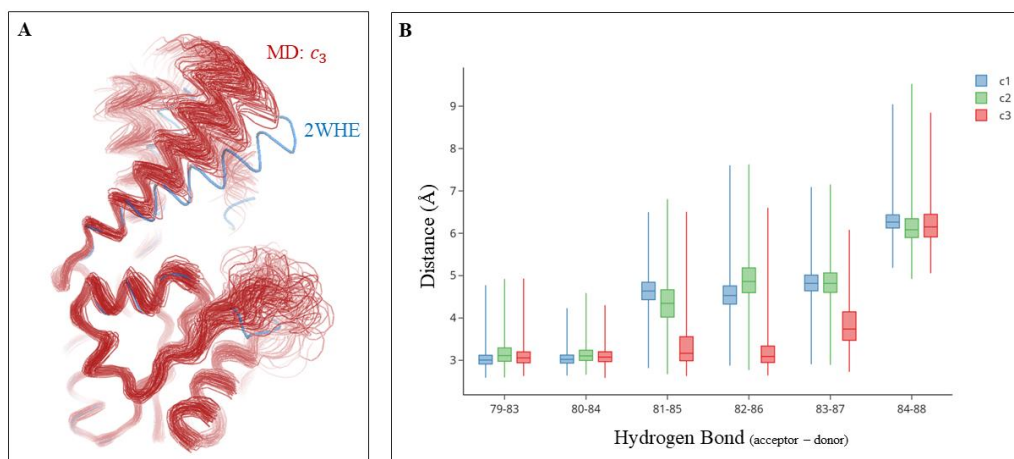 A
MD: c₃
2WHE
B
Distance (Å)
9
8
7
6
5
4
3
79-83
80-84
81-85
82-86
83-87
84-88
Hydrogen Bond (acceptor – donor)
c1
c2
c3